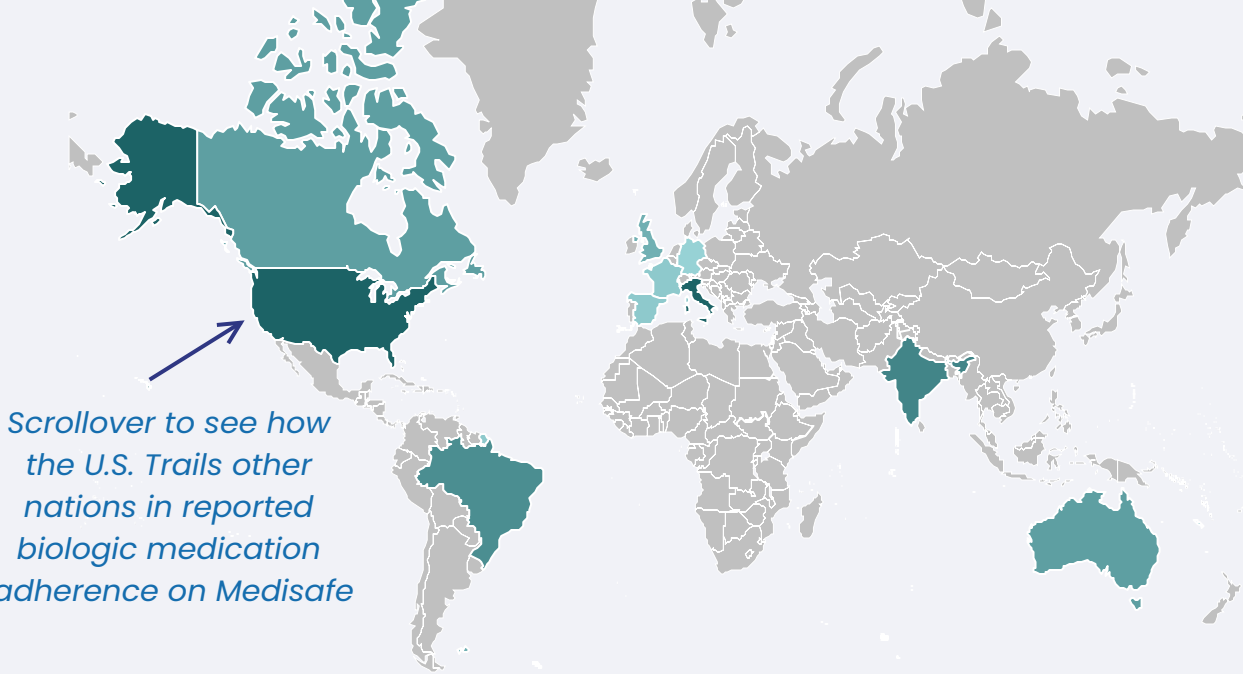 Scrollover to see how
the U.S. Trails other
nations in reported
biologic medication
adherence on Medisafe